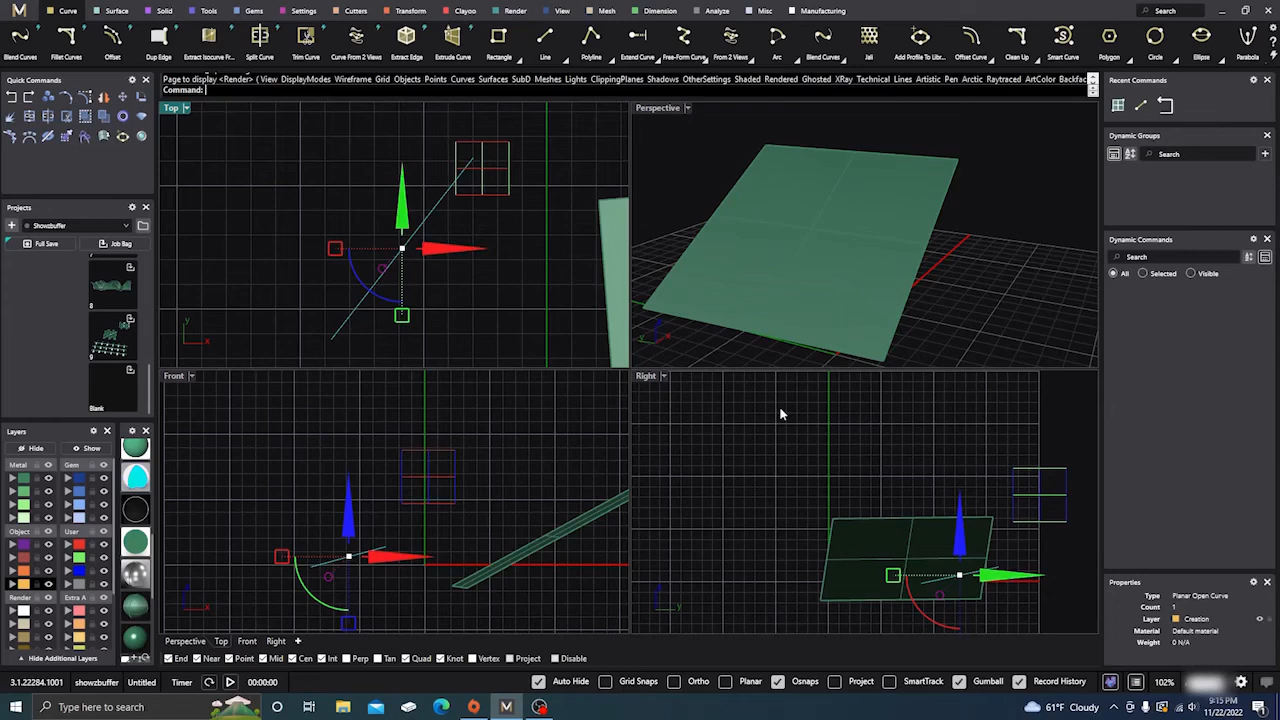 Curve Surface Solid Tools Gems Settings Cutters Transform Clayoo Render View Mesh Dimension Analyze Misc Manufacturing Search
Blend Curves Fillet Curves Offset Dup Edge Extract Isocurve Fr... Split Curve Trim Curve Curve From 2 Views Extract Edge Extrude Curve Rectangle Line Polyline Extend Curve Free-Form Curve From 2 Views Arc Blend Curves Jali Add Profile To Libr... Offset Curve Clean Up Smart Curve Polygon Ellipse Parabola
Quick Commands
Page to display <Render> ( View DisplayModes Wireframe Grid Objects Points Curves Surfaces SubD Meshes Lights ClippingPlanes Shadows OtherSettings Shaded Rendered Ghosted XRay Technical Lines Artistic Pen Arctic Raytraced ArtColor Backfac
Command:
Recent Commands
Top
Perspective
Dynamic Groups
Search
Projects
Showzbuffer
Full Save Job Bag
8
9
Blank
Dynamic Commands
Search
All Selected Visible
Front
Right
Layers
Hide Show
Metal Gem
Object User
Render Extra A
Hide Additional Layers
y x
y x
z x
z y
Properties
Type Planar Open Curve
Count 1
Layer Creation
Material Default material
Weight 0 N/A
Perspective Top Front Right
End Near Point Mid Cen Int Perp Tan Quad Knot Vertex Project Disable
3.1.22284.1001 showzbuffer Untitled Timer 00:00:00 Auto Hide Grid Snaps Ortho Planar Osnaps Project SmartTrack Gumball Record History 102%
Type here to search
61°F Cloudy
9:15 PM
11/22/2022